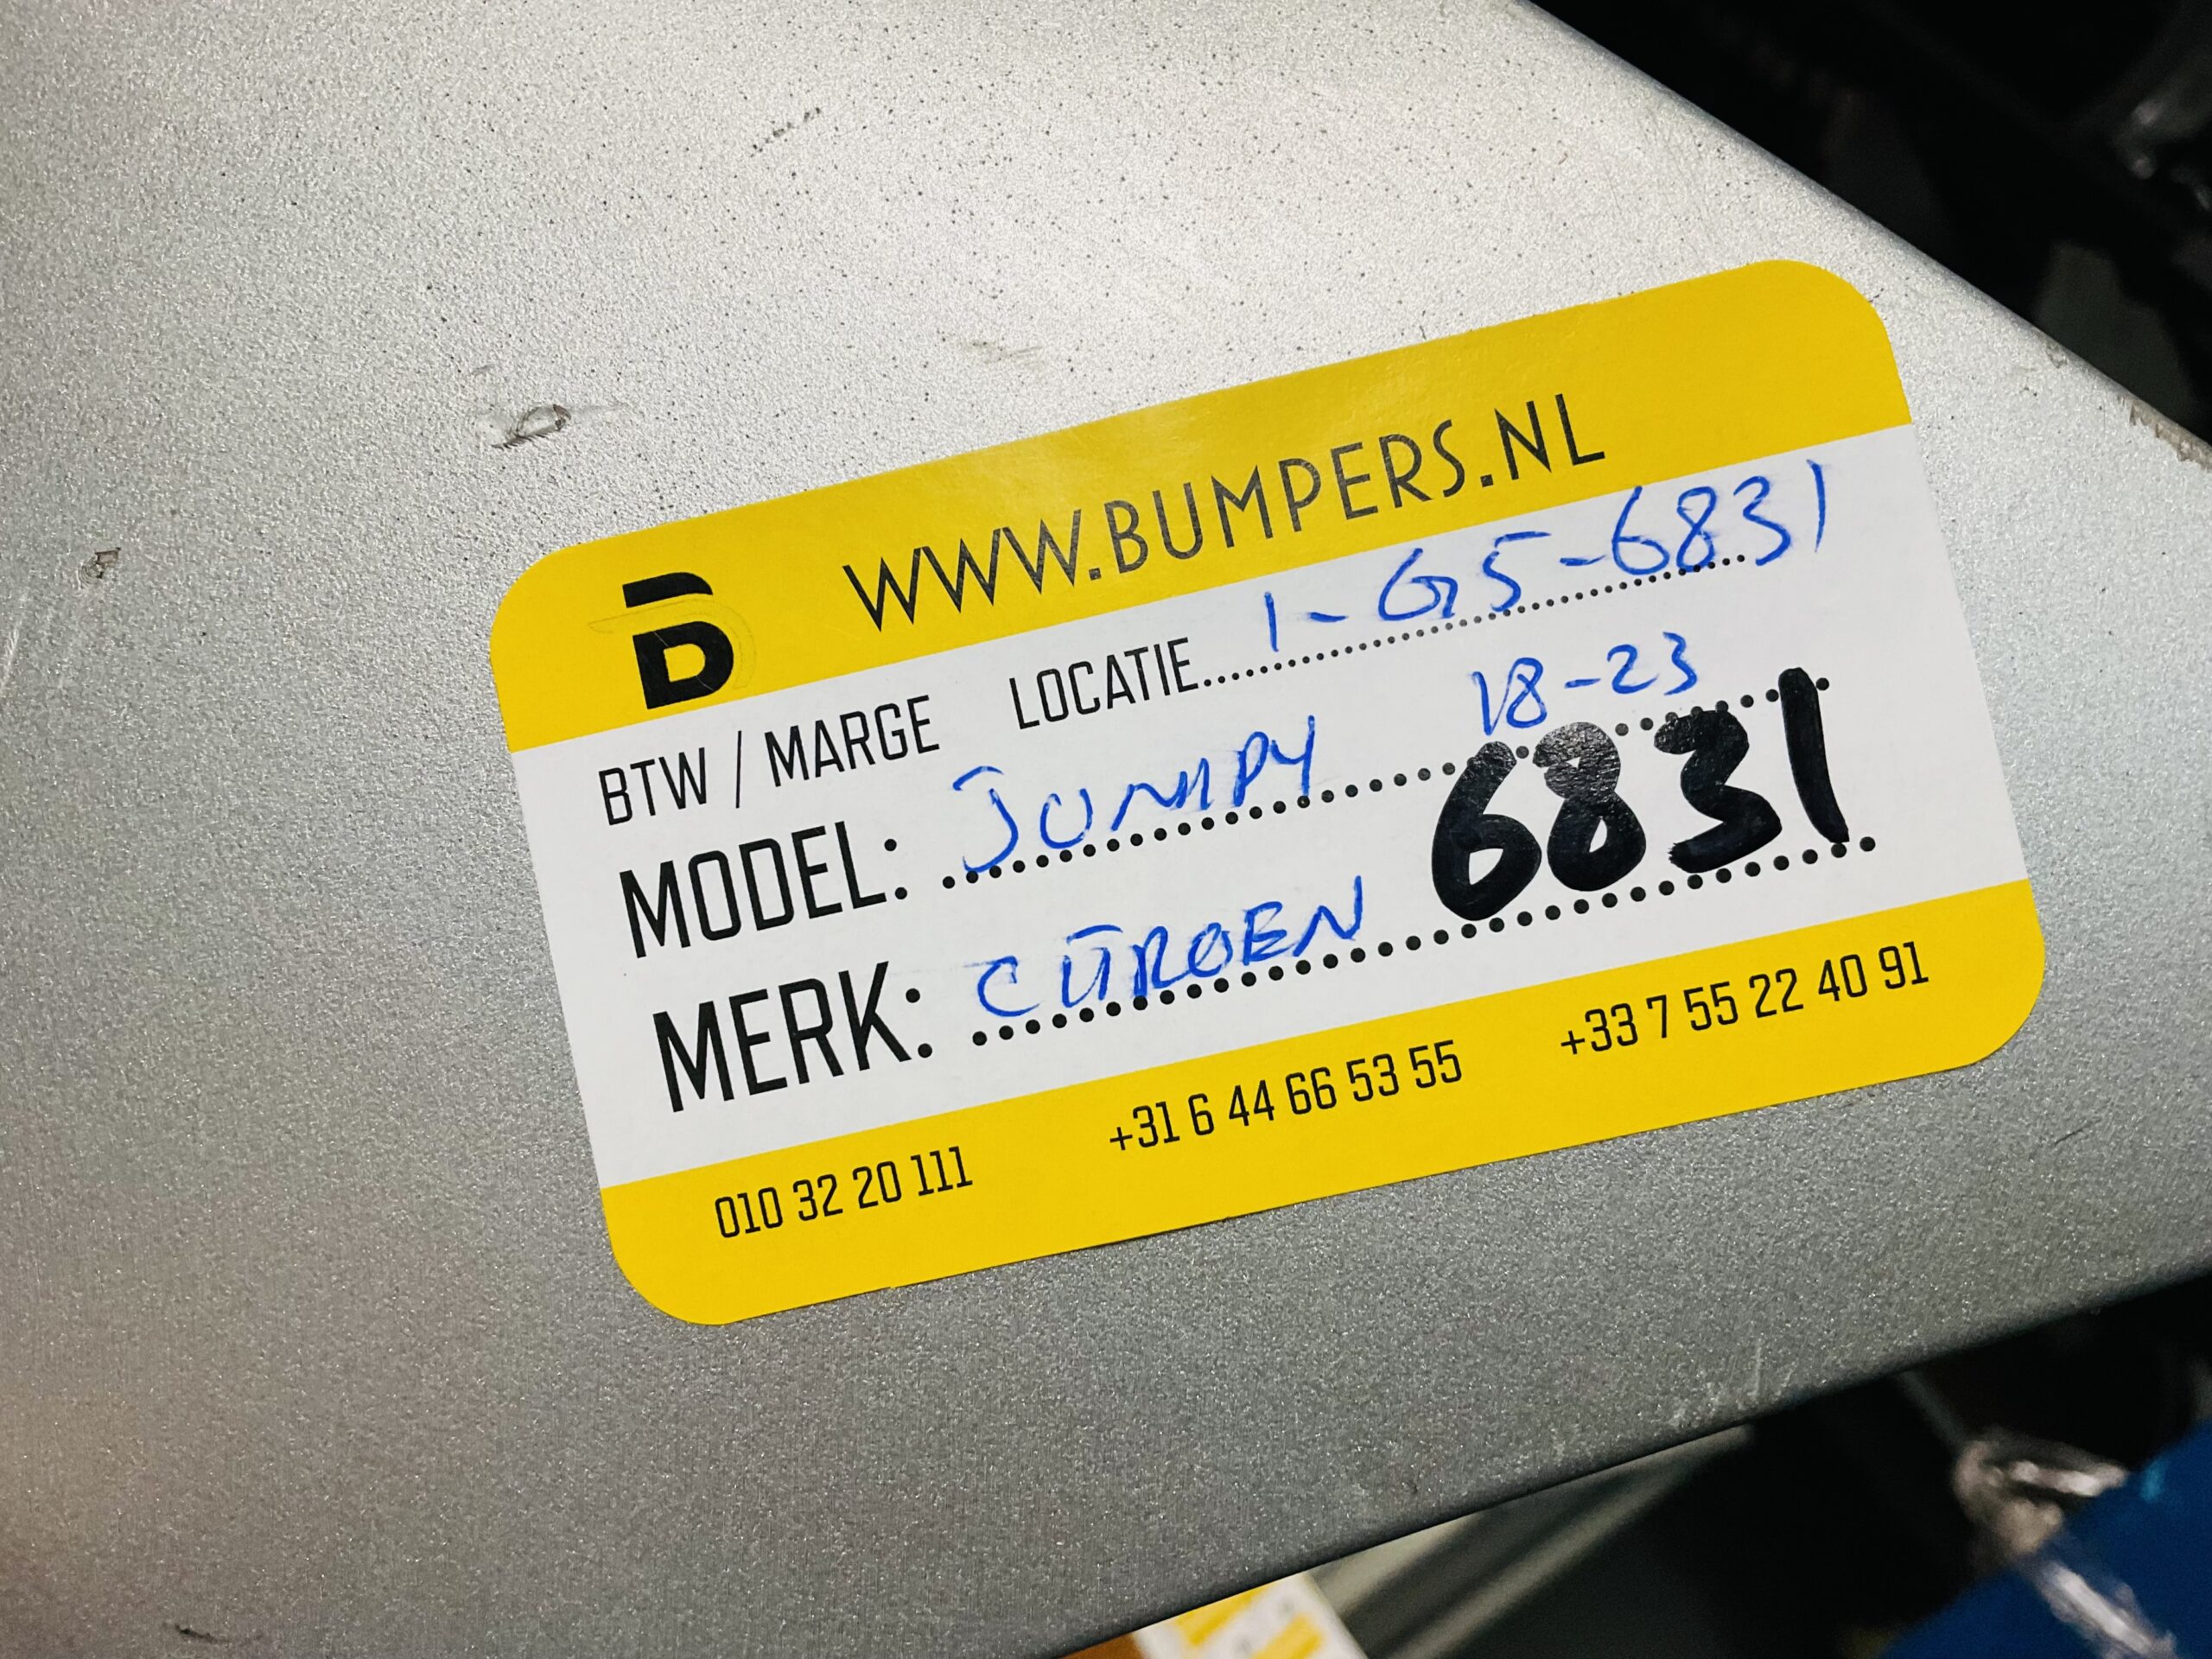 B WWW.BUMPERS.NL
BTW / MARGE LOCATIE 1-G5-6831
MODEL: JUMPY 18-23
MERK: CITROEN 6831
010 32 20 111 +31 6 44 66 53 55 +33 7 55 22 40 91